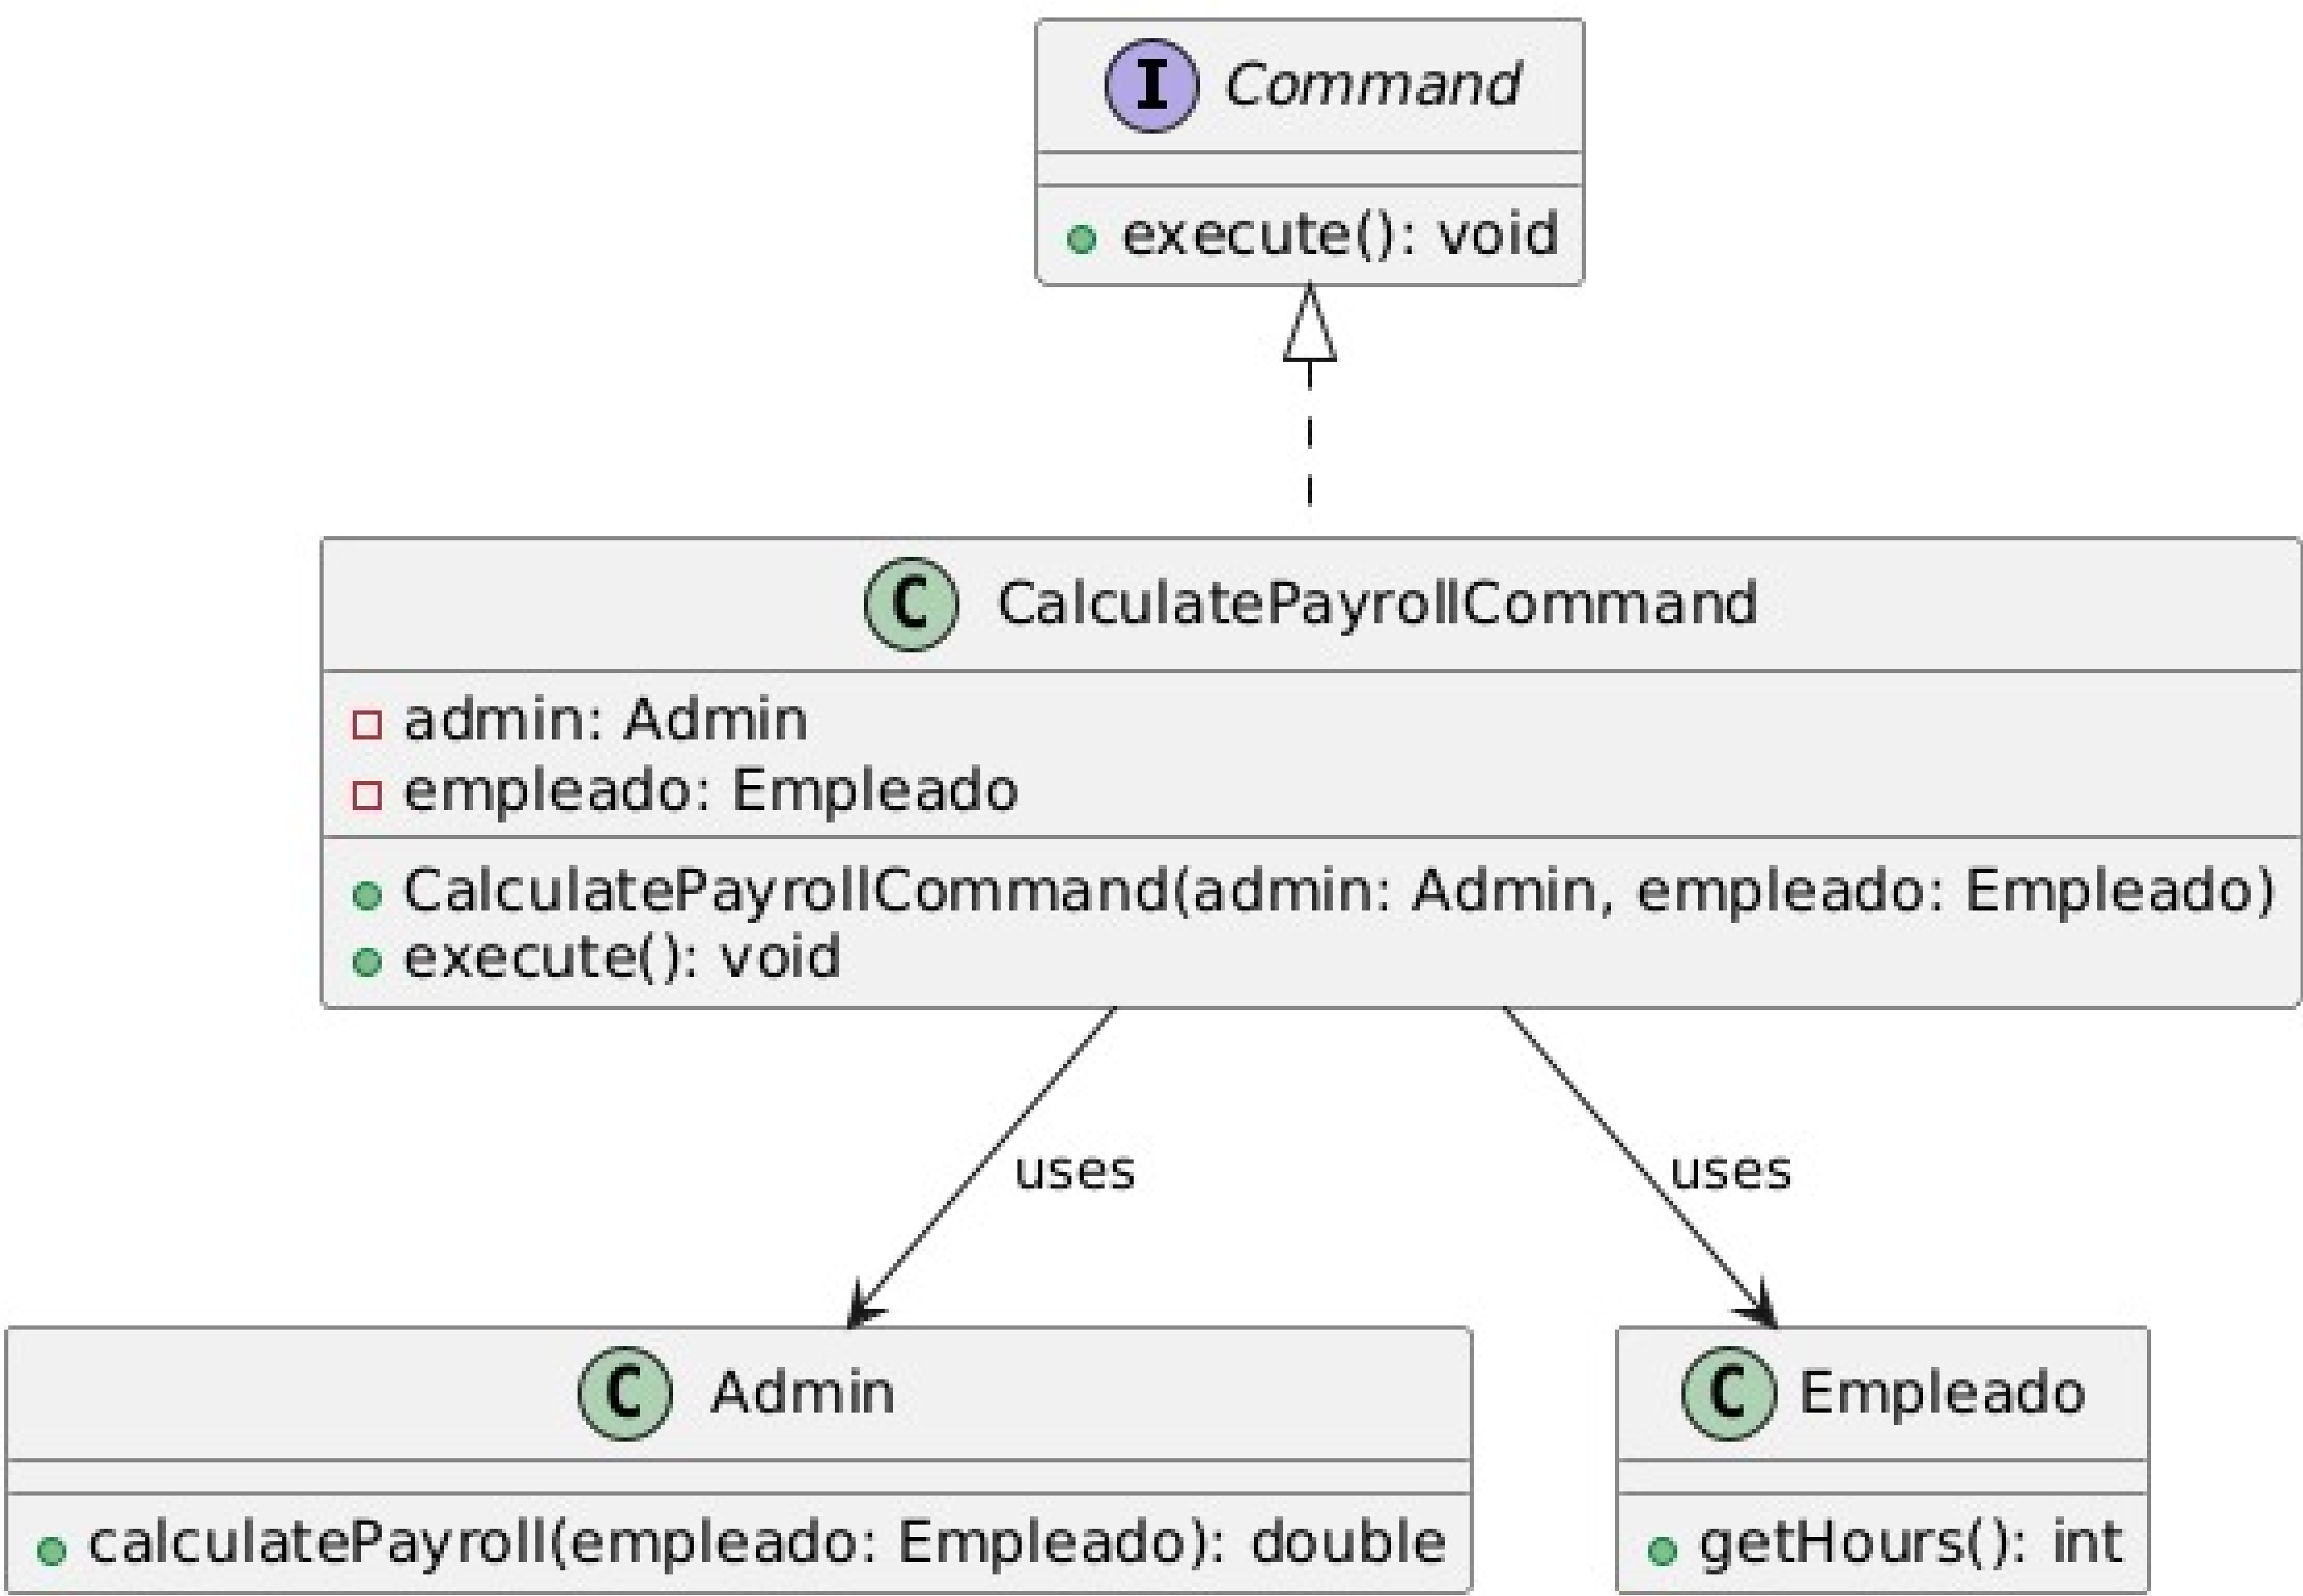 I Command
execute(): void
C CalculatePayrollCommand
admin: Admin
empleado: Empleado
CalculatePayrollCommand(admin: Admin, empleado: Empleado)
execute(): void
uses
uses
C Admin
calculatePayroll(empleado: Empleado): double
C Empleado
getHours(): int